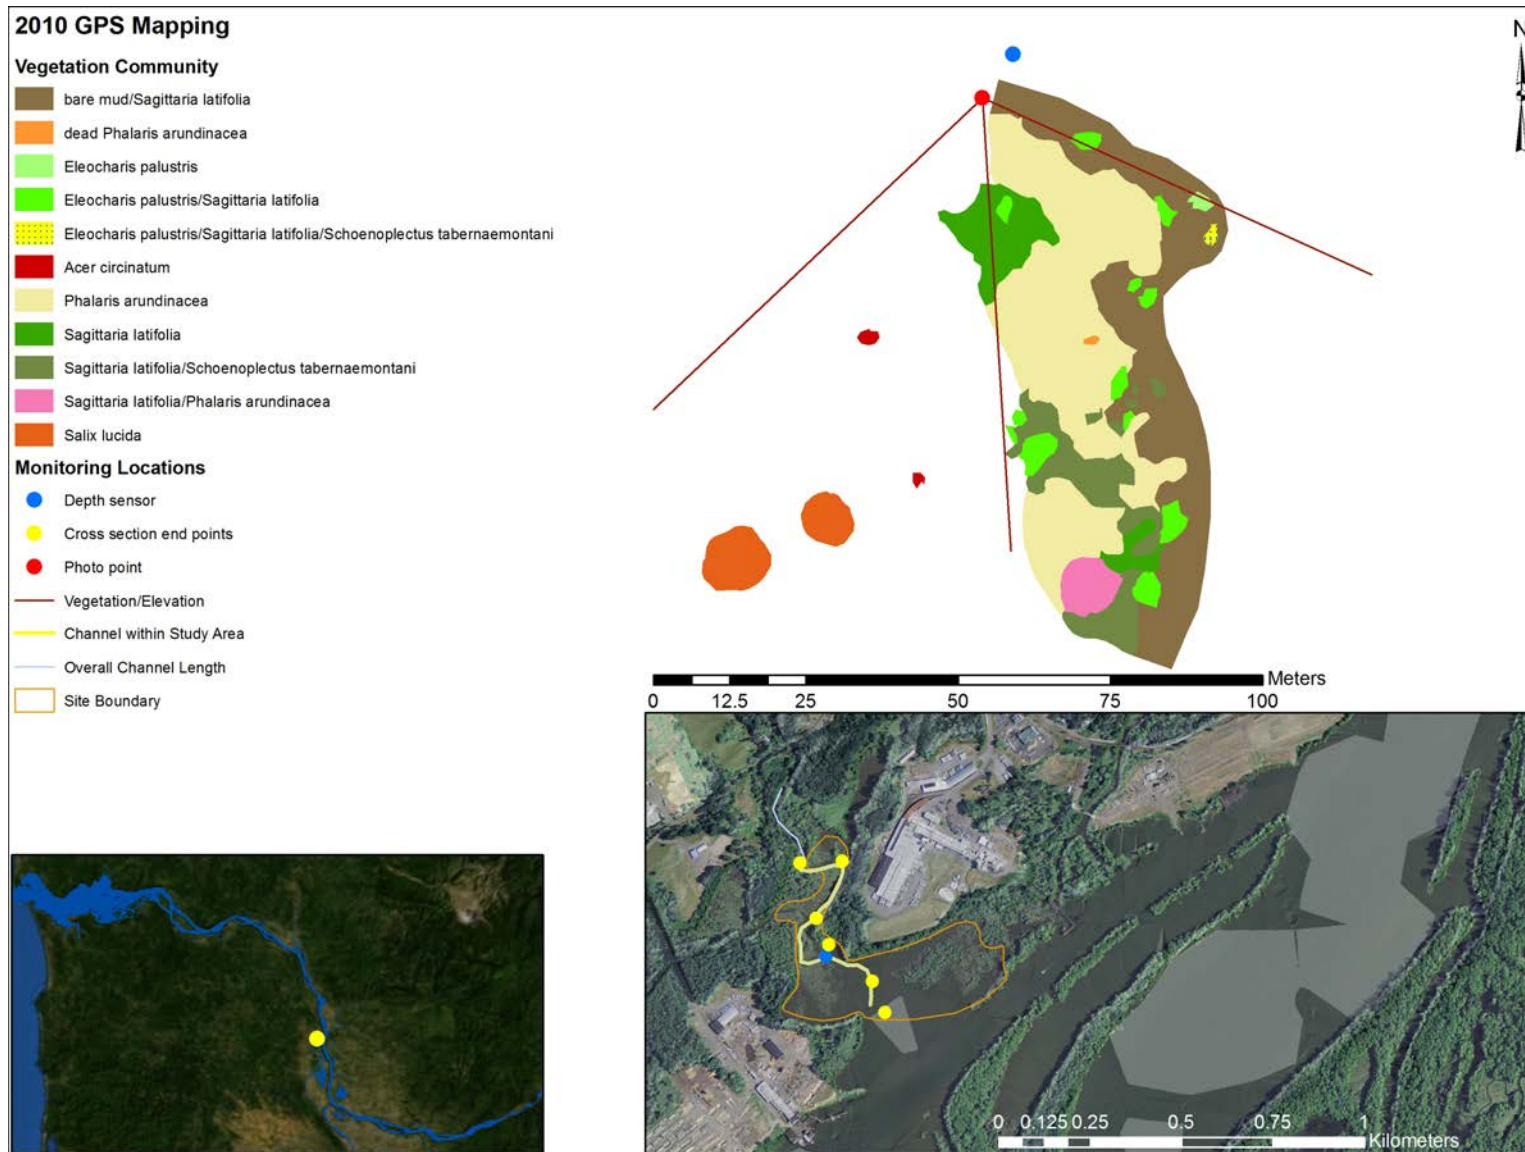 2010 GPS Mapping
Vegetation Community
bare mud/Sagittaria latifolia
dead Phalaris arundinacea
Eleocharis palustris
Eleocharis palustris/Sagittaria latifolia
Eleocharis palustris/Sagittaria latifolia/Schoenoplectus tabernaemontani
Acer circinatum
Phalaris arundinacea
Sagittaria latifolia
Sagittaria latifolia/Schoenoplectus tabernaemontani
Sagittaria latifolia/Phalaris arundinacea
Salix lucida
Monitoring Locations
Depth sensor
Cross section end points
Photo point
Vegetation/Elevation
Channel within Study Area
Overall Channel Length
Site Boundary
N
Meters
0 12.5 25 50 75 100
0 0.125 0.25 0.5 0.75 1
Kilometers